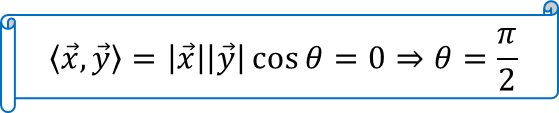 ⟨x⃗, y⃗⟩ = |x⃗||y⃗| cos θ = 0 ⇒ θ = π/2